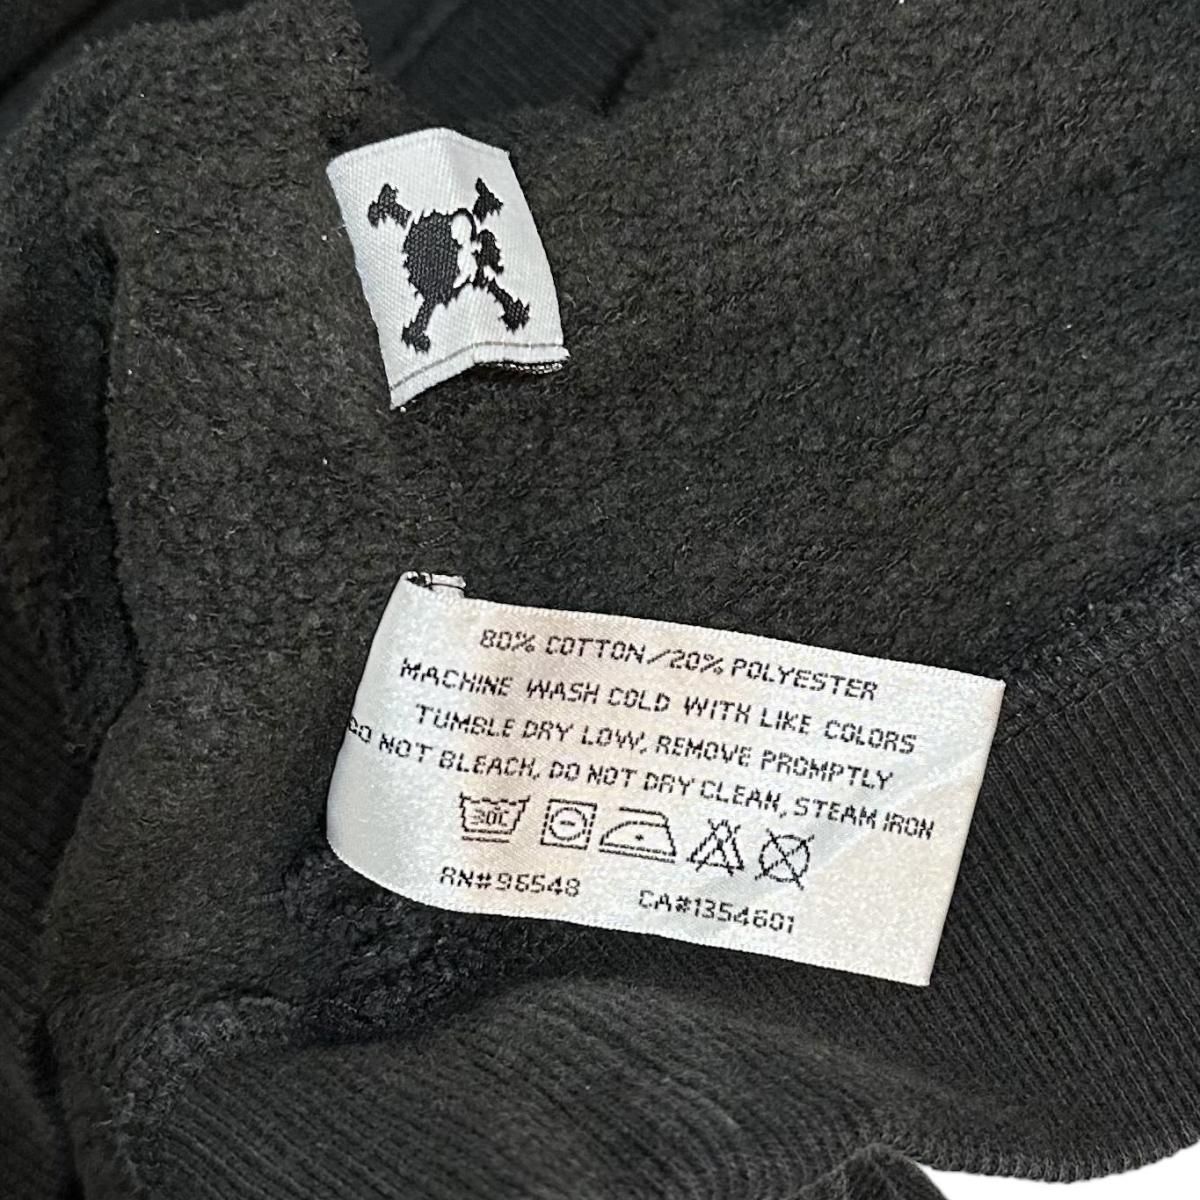 80% COTTON/20% POLYESTER
MACHINE WASH COLD WITH LIKE COLORS
TUMBLE DRY LOW, REMOVE PROMPTLY
DO NOT BLEACH, DO NOT DRY CLEAN, STEAM IRON
30C
RN#96548 CA#1354601